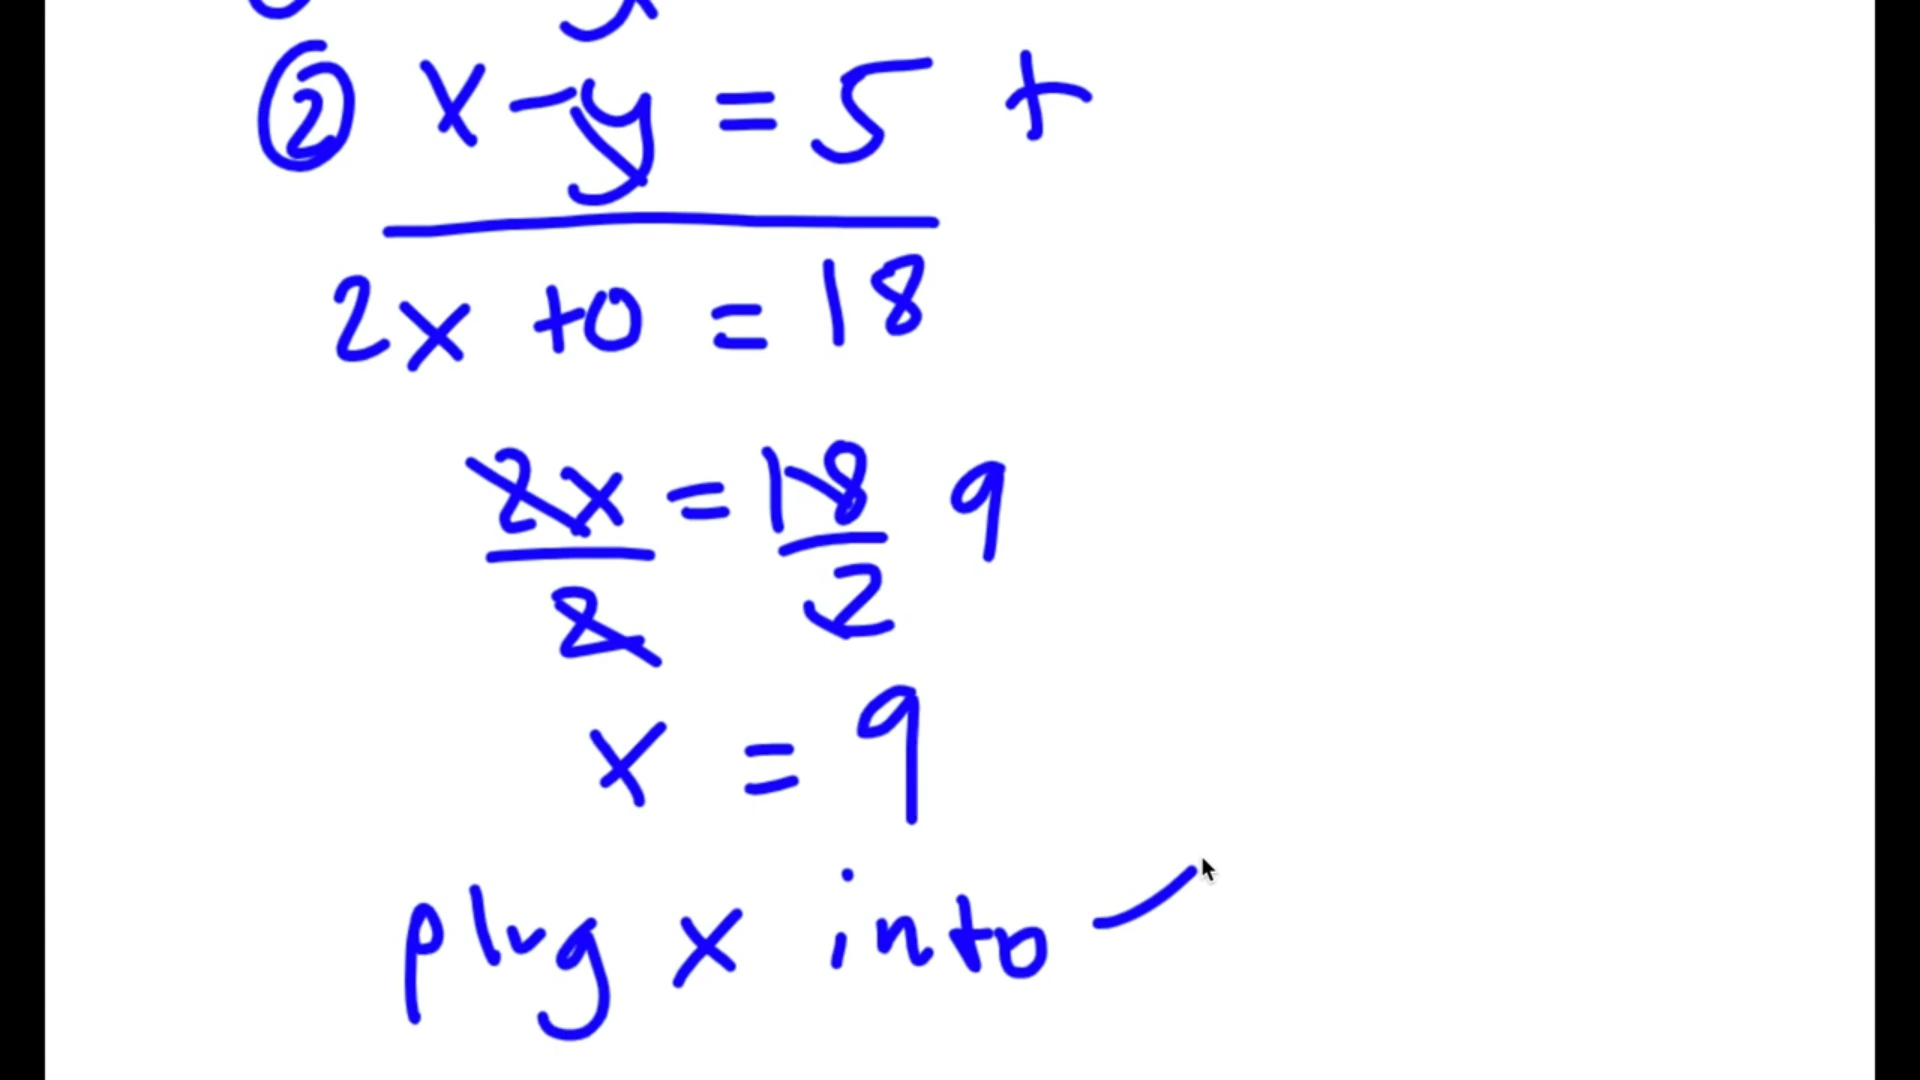 ② x - y = 5 +
2x + 0 = 18
2x/2 = 18/2 9
x = 9
plug x into